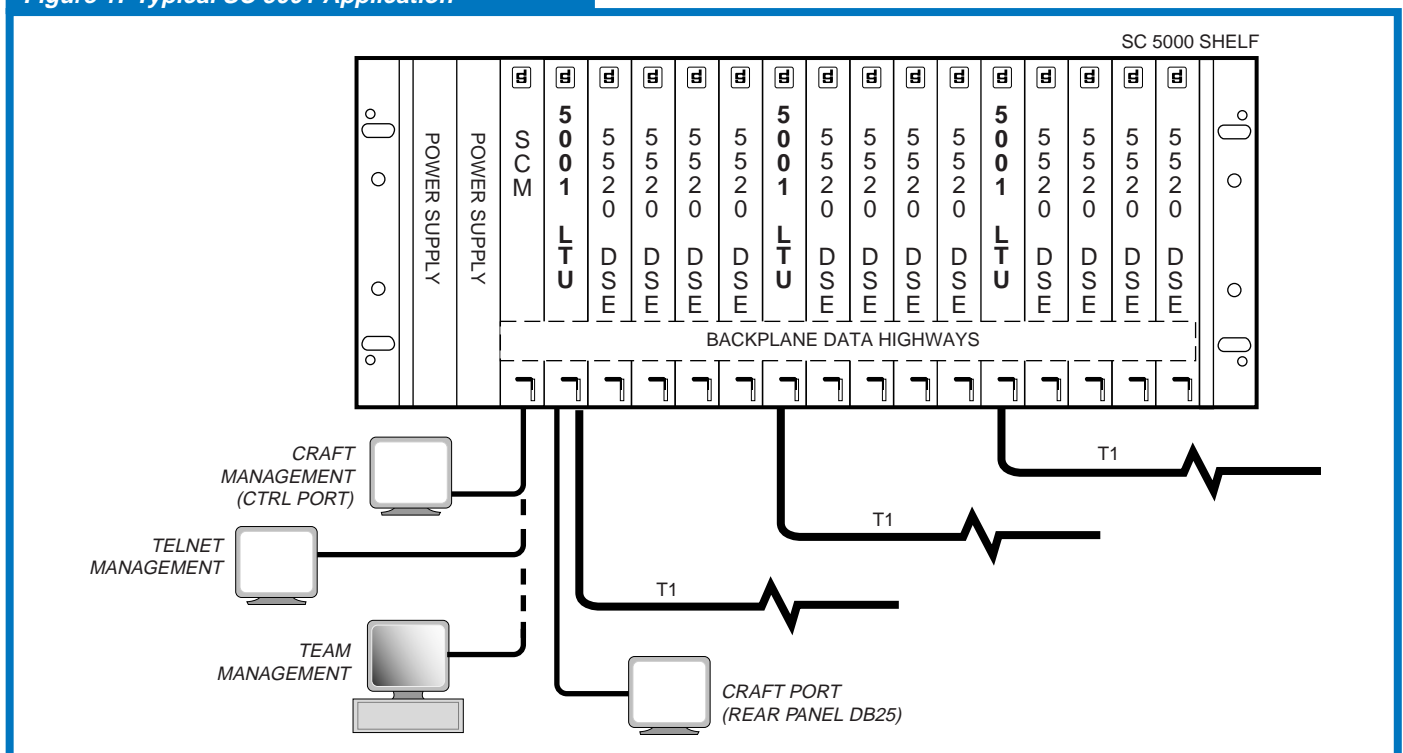 Figure 1. Typical SC 5001 Application
SC 5000 SHELF
POWER SUPPLY
POWER SUPPLY
SCM
5001 LTU
5520 DSE
5520 DSE
5520 DSE
5520 DSE
5001 LTU
5520 DSE
5520 DSE
5520 DSE
5520 DSE
5001 LTU
5520 DSE
5520 DSE
5520 DSE
5520 DSE
BACKPLANE DATA HIGHWAYS
CRAFT
MANAGEMENT
(CTRL PORT)
T1
T1
TELNET
MANAGEMENT
T1
TEAM
MANAGEMENT
CRAFT PORT
(REAR PANEL DB25)